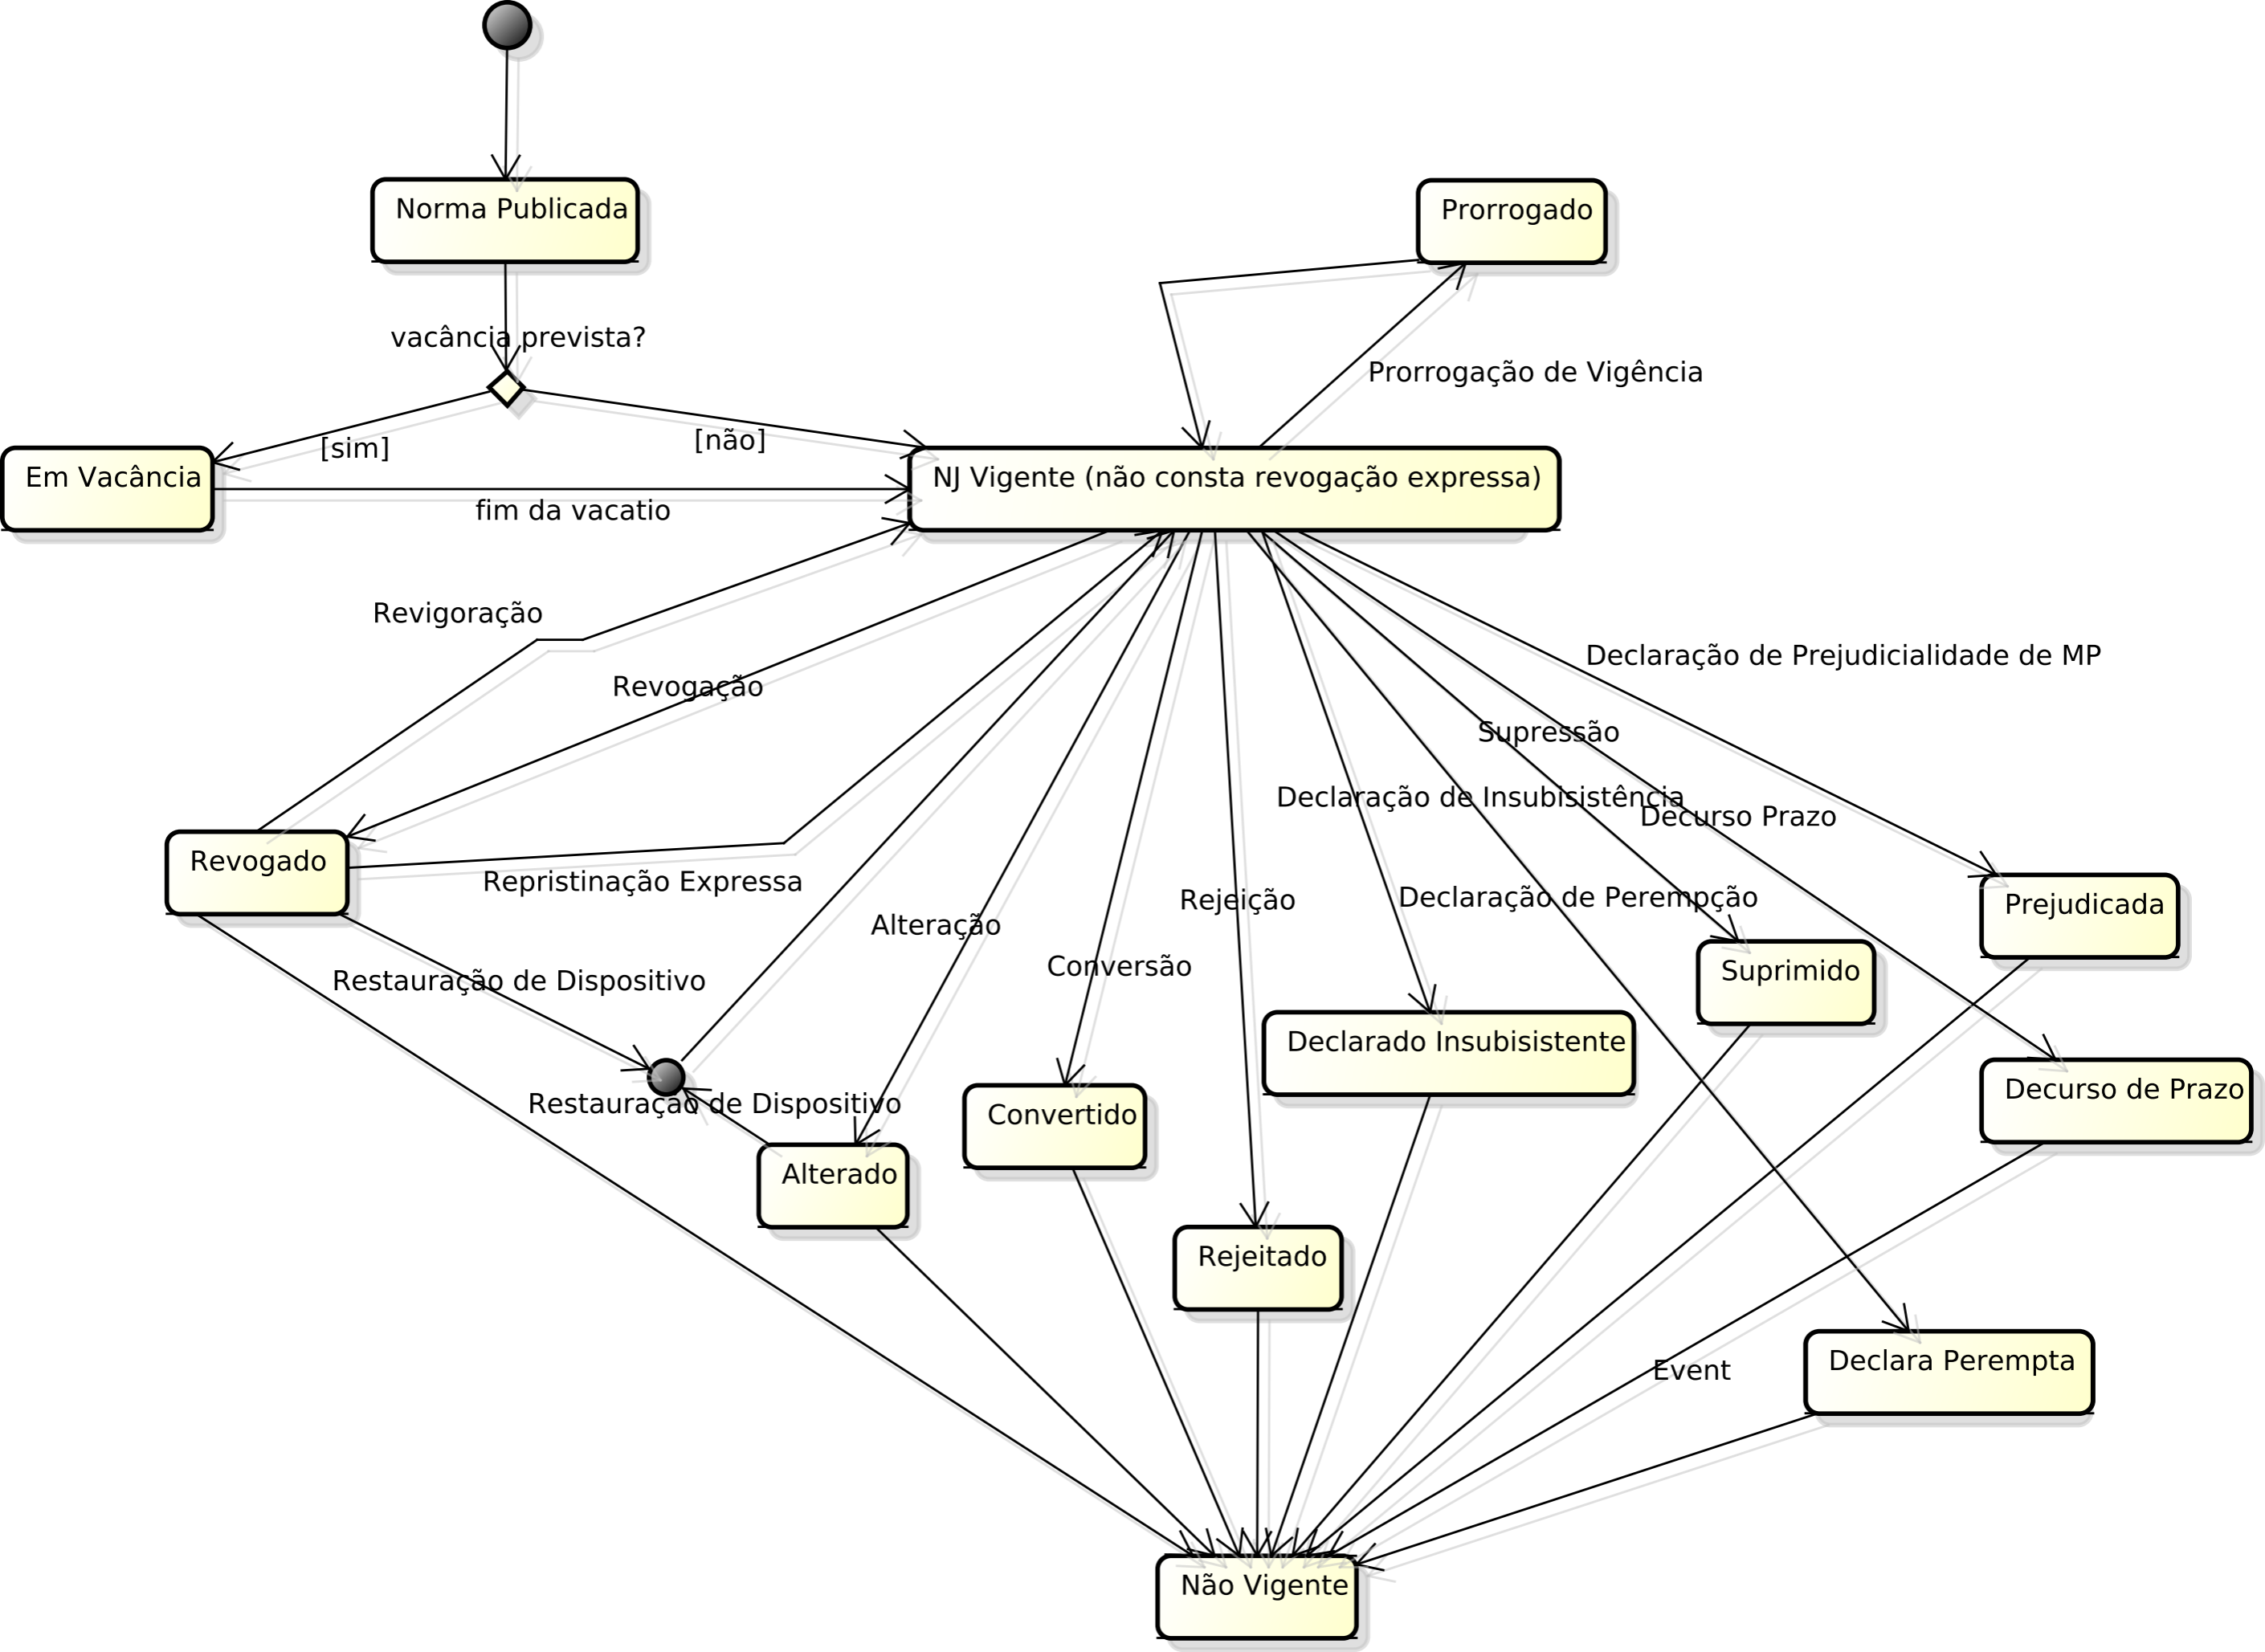 Norma Publicada
Prorrogado
vacância prevista?
Prorrogação de Vigência
[sim]
[não]
Em Vacância
NJ Vigente (não consta revogação expressa)
fim da vacatio
Revigoração
Declaração de Prejudicialidade de MP
Revogação
Supressão
Declaração de Insubisistência
Decurso Prazo
Revogado
Repristinação Expressa
Rejeição
Declaração de Perempção
Prejudicada
Alteração
Conversão
Suprimido
Restauração de Dispositivo
Declarado Insubisistente
Decurso de Prazo
Restauração de Dispositivo
Convertido
Alterado
Rejeitado
Declara Perempta
Event
Não Vigente